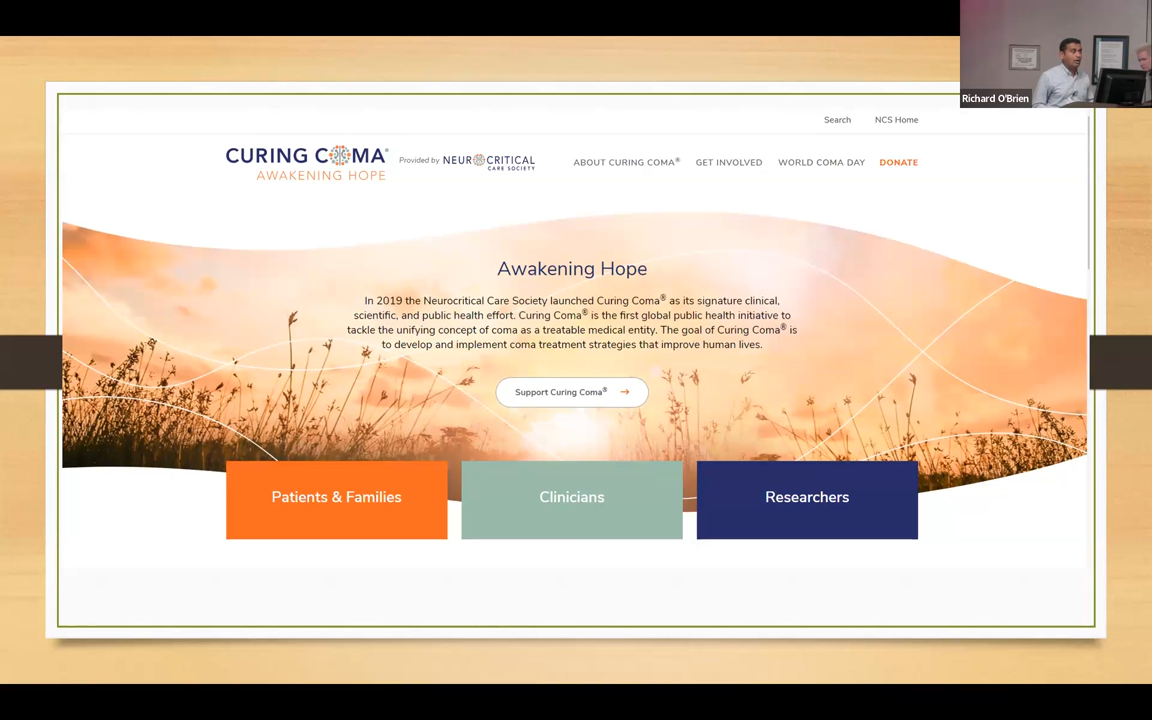 Richard O'Brien
Search NCS Home
CURING COMA®
AWAKENING HOPE
Provided by NEUROCRITICAL
CARE SOCIETY
ABOUT CURING COMA® GET INVOLVED WORLD COMA DAY DONATE
Awakening Hope
In 2019 the Neurocritical Care Society launched Curing Coma® as its signature clinical,
scientific, and public health effort. Curing Coma® is the first global public health initiative to
tackle the unifying concept of coma as a treatable medical entity. The goal of Curing Coma® is
to develop and implement coma treatment strategies that improve human lives.
Support Curing Coma® →
Patients & Families
Clinicians
Researchers